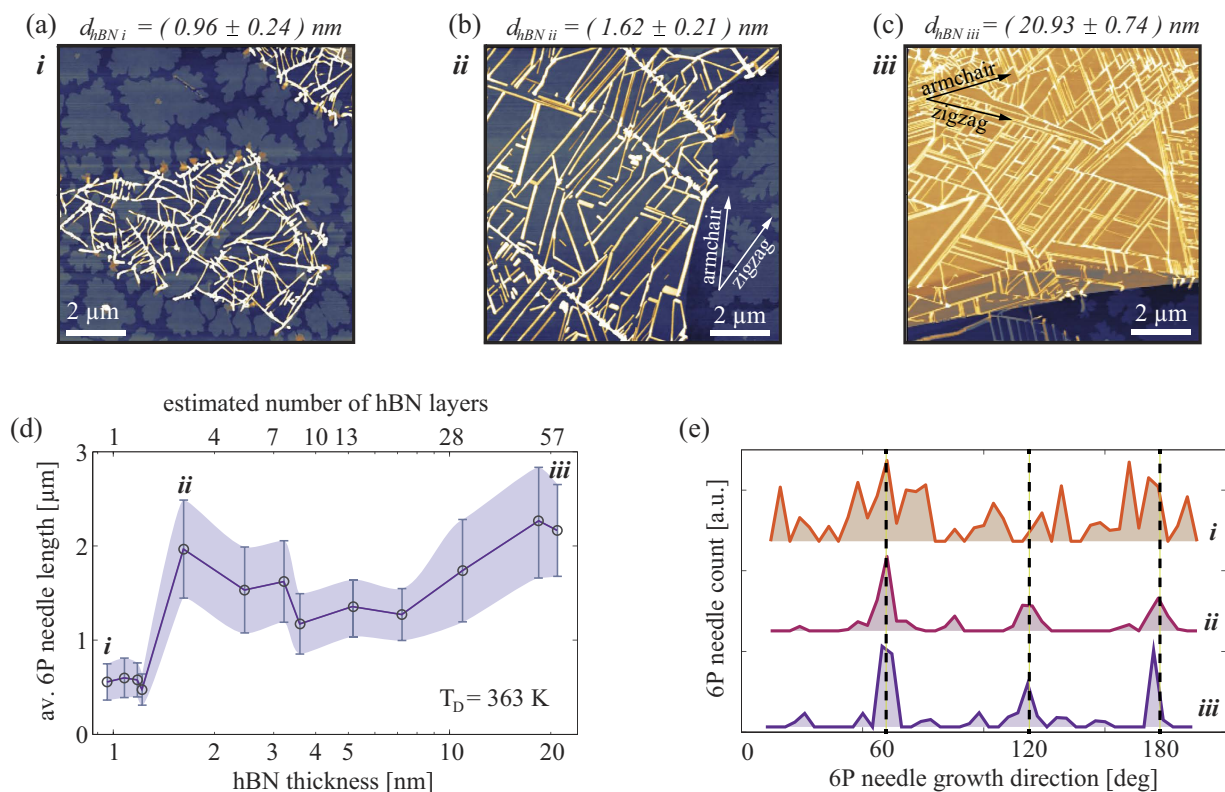 (a)
d_hBN i = ( 0.96 ± 0.24 ) nm
i
2 µm
(b)
d_hBN ii = ( 1.62 ± 0.21 ) nm
ii
armchair
zigzag
2 µm
(c)
d_hBN iii = ( 20.93 ± 0.74 ) nm
iii
armchair
zigzag
2 µm
(d)
estimated number of hBN layers
1 4 7 10 13 28 57
av. 6P needle length [µm]
3
2
1
0
i
ii
iii
T_D = 363 K
1 2 3 4 5 10 20
hBN thickness [nm]
(e)
6P needle count [a.u.]
i
ii
iii
0 60 120 180
6P needle growth direction [deg]